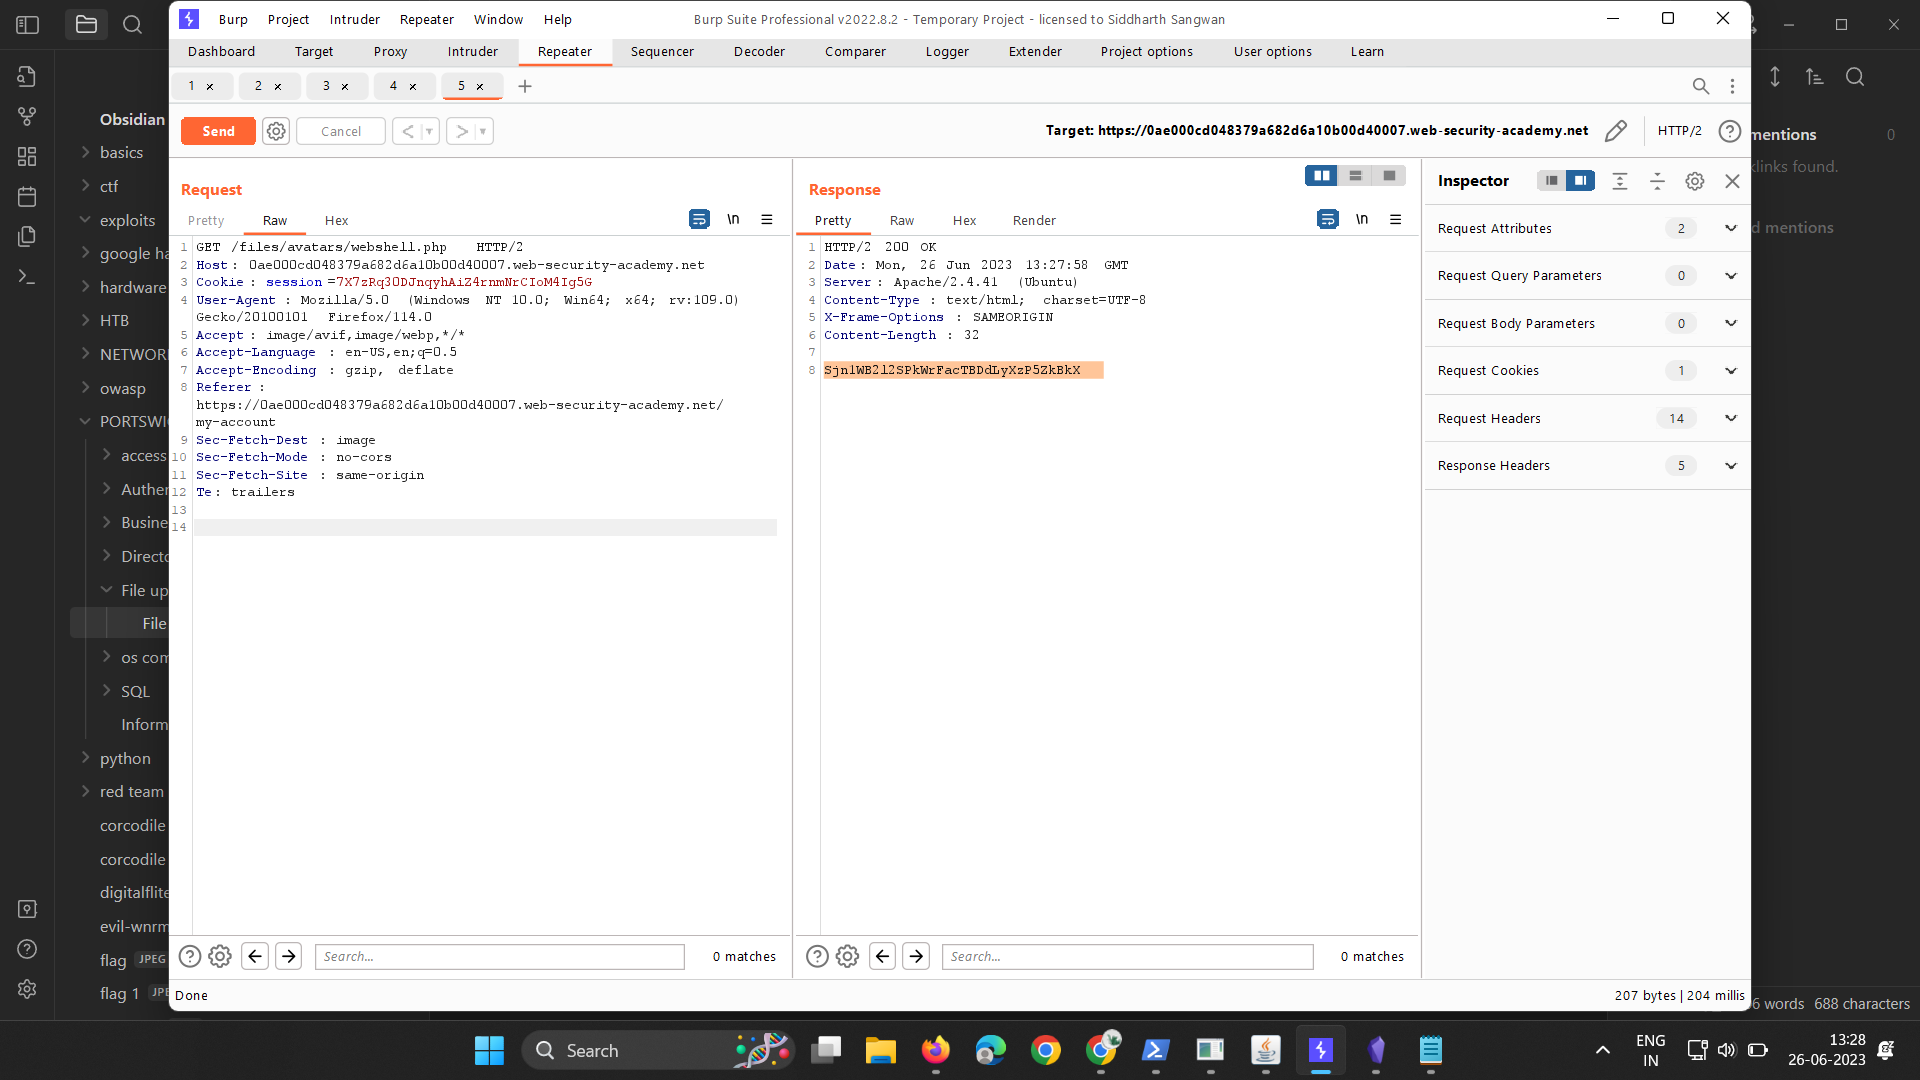 Burp Project Intruder Repeater Window Help
Burp Suite Professional v2022.8.2 - Temporary Project - licensed to Siddharth Sangwan
Dashboard Target Proxy Intruder Repeater Sequencer Decoder Comparer Logger Extender Project options User options Learn
1 × 2 × 3 × 4 × 5 × +
Send Cancel < > Target: https://0ae000cd048379a682d6a10b00d40007.web-security-academy.net HTTP/2
Request
Pretty Raw Hex \n
1 GET /files/avatars/webshell.php HTTP/2
2 Host: 0ae000cd048379a682d6a10b00d40007.web-security-academy.net
3 Cookie: session=7X7zRq3ODJnqyhAiZ4rnmNrCIoM4Ig5G
4 User-Agent: Mozilla/5.0 (Windows NT 10.0; Win64; x64; rv:109.0)
Gecko/20100101 Firefox/114.0
5 Accept: image/avif,image/webp,*/*
6 Accept-Language: en-US,en;q=0.5
7 Accept-Encoding: gzip, deflate
8 Referer:
https://0ae000cd048379a682d6a10b00d40007.web-security-academy.net/
my-account
9 Sec-Fetch-Dest: image
10 Sec-Fetch-Mode: no-cors
11 Sec-Fetch-Site: same-origin
12 Te: trailers
13
14
Search... 0 matches
Response
Pretty Raw Hex Render \n
1 HTTP/2 200 OK
2 Date: Mon, 26 Jun 2023 13:27:58 GMT
3 Server: Apache/2.4.41 (Ubuntu)
4 Content-Type: text/html; charset=UTF-8
5 X-Frame-Options: SAMEORIGIN
6 Content-Length: 32
7
8 Sjn1WB2l2SPkWrFacTBDdLyXzP5ZkBkX
Search... 0 matches
Inspector
Request Attributes 2
Request Query Parameters 0
Request Body Parameters 0
Request Cookies 1
Request Headers 14
Response Headers 5
Done
207 bytes | 204 millis
Obsidian
basics
ctf
exploits
google ha
hardware
HTB
NETWOR
owasp
PORTSWI
access
Auther
Busine
Directo
File up
File
os com
SQL
Inform
python
red team
corcodile
corcodile
digitalflite
evil-wnrm
flag JPEG
flag 1 JPE
mentions 0
links found.
d mentions
6 words 688 characters
Search
ENG
IN
13:28
26-06-2023